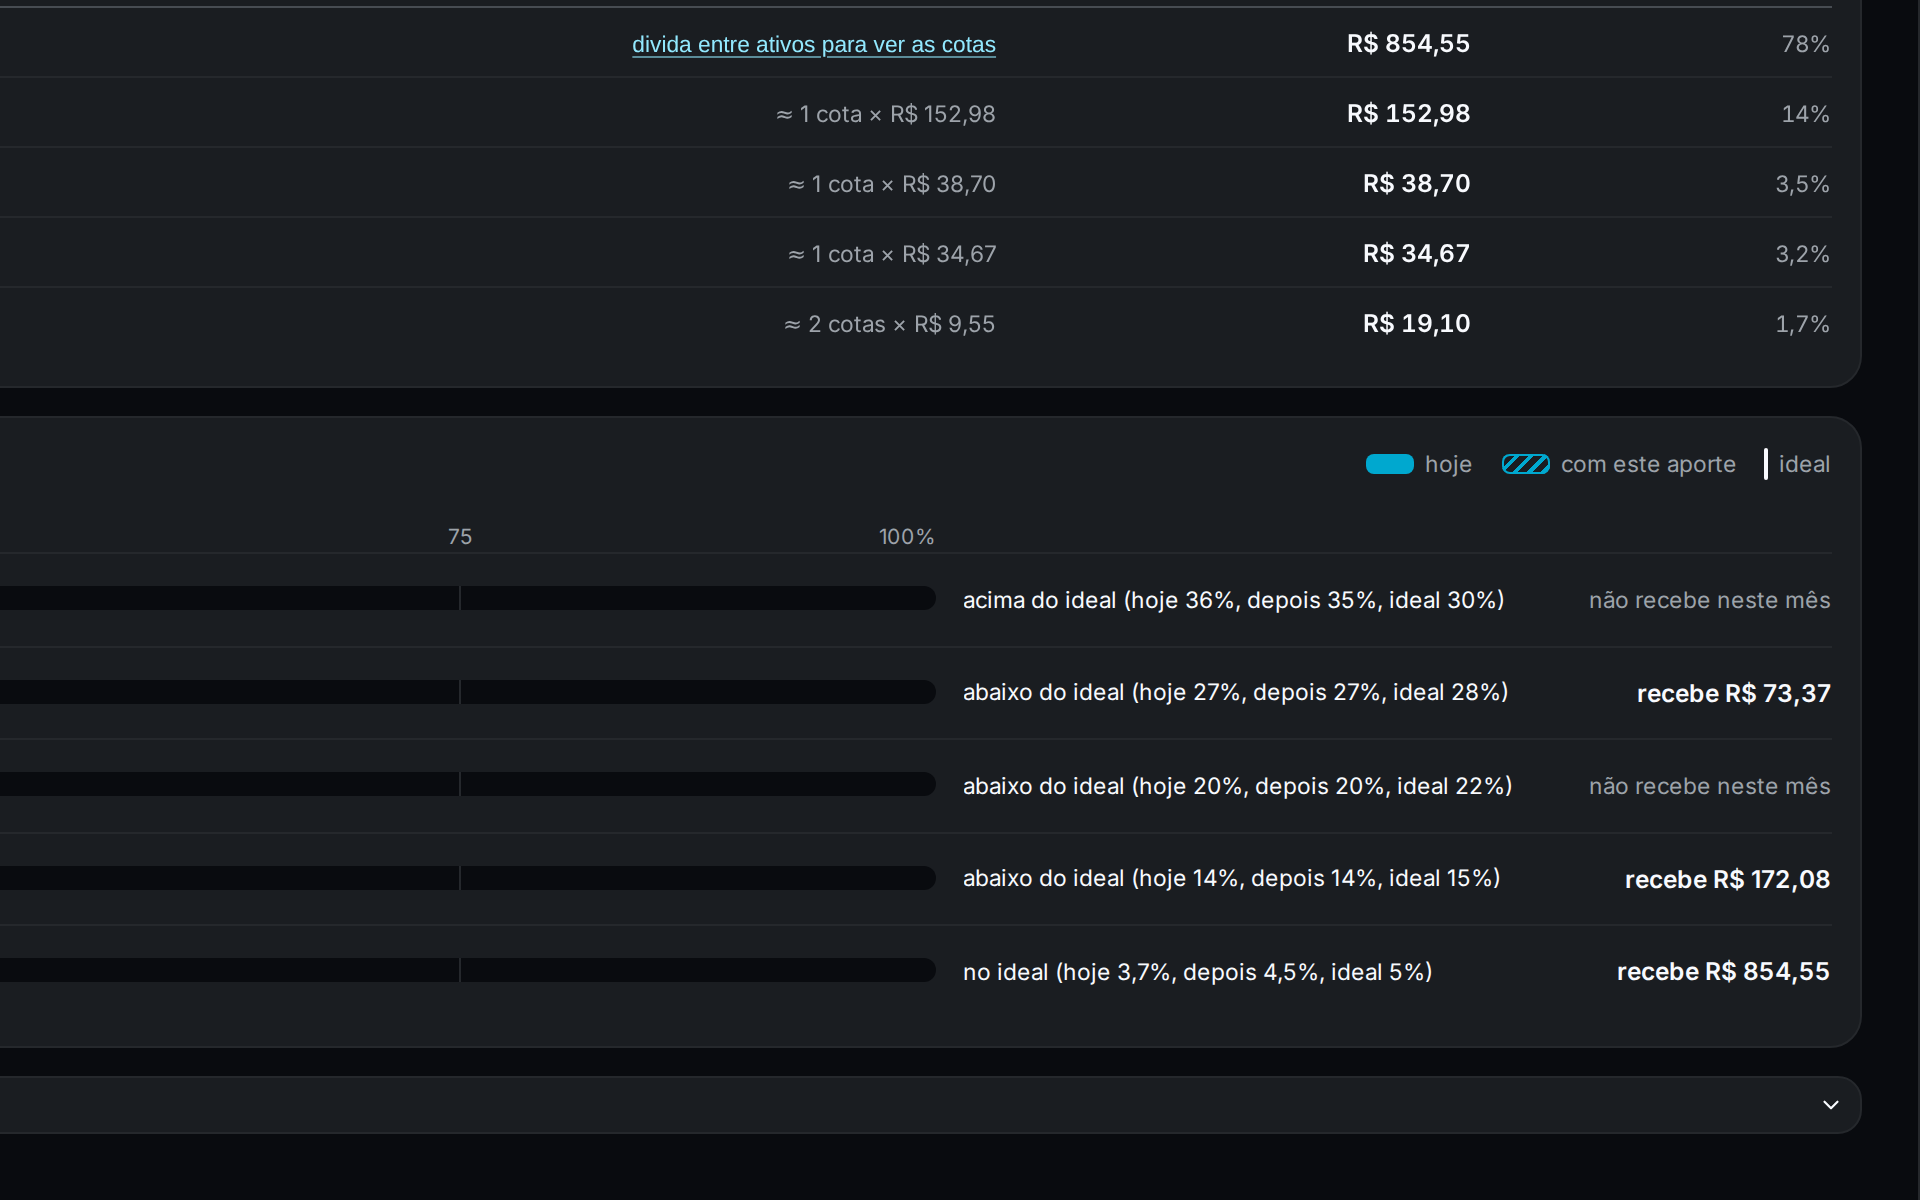 divida entre ativos para ver as cotas R$ 854,55 78%
≈ 1 cota × R$ 152,98 R$ 152,98 14%
≈ 1 cota × R$ 38,70 R$ 38,70 3,5%
≈ 1 cota × R$ 34,67 R$ 34,67 3,2%
≈ 2 cotas × R$ 9,55 R$ 19,10 1,7%
hoje com este aporte ideal
75 100%
acima do ideal (hoje 36%, depois 35%, ideal 30%) não recebe neste mês
abaixo do ideal (hoje 27%, depois 27%, ideal 28%) recebe R$ 73,37
abaixo do ideal (hoje 20%, depois 20%, ideal 22%) não recebe neste mês
abaixo do ideal (hoje 14%, depois 14%, ideal 15%) recebe R$ 172,08
no ideal (hoje 3,7%, depois 4,5%, ideal 5%) recebe R$ 854,55